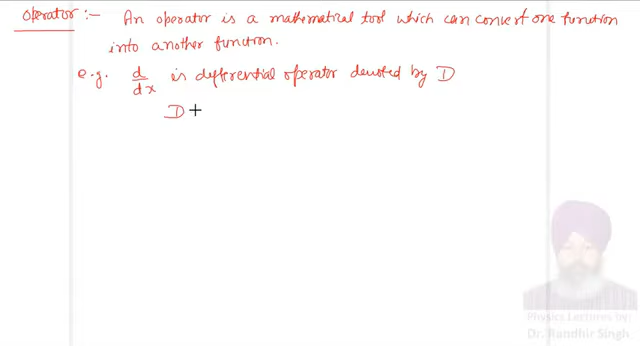 Operator :- An operator is a mathematical tool which can convert one function
into another function.
e.g. d/dx is differential operator denoted by D
D
Physics Lectures by:
Dr. Randhir Singh